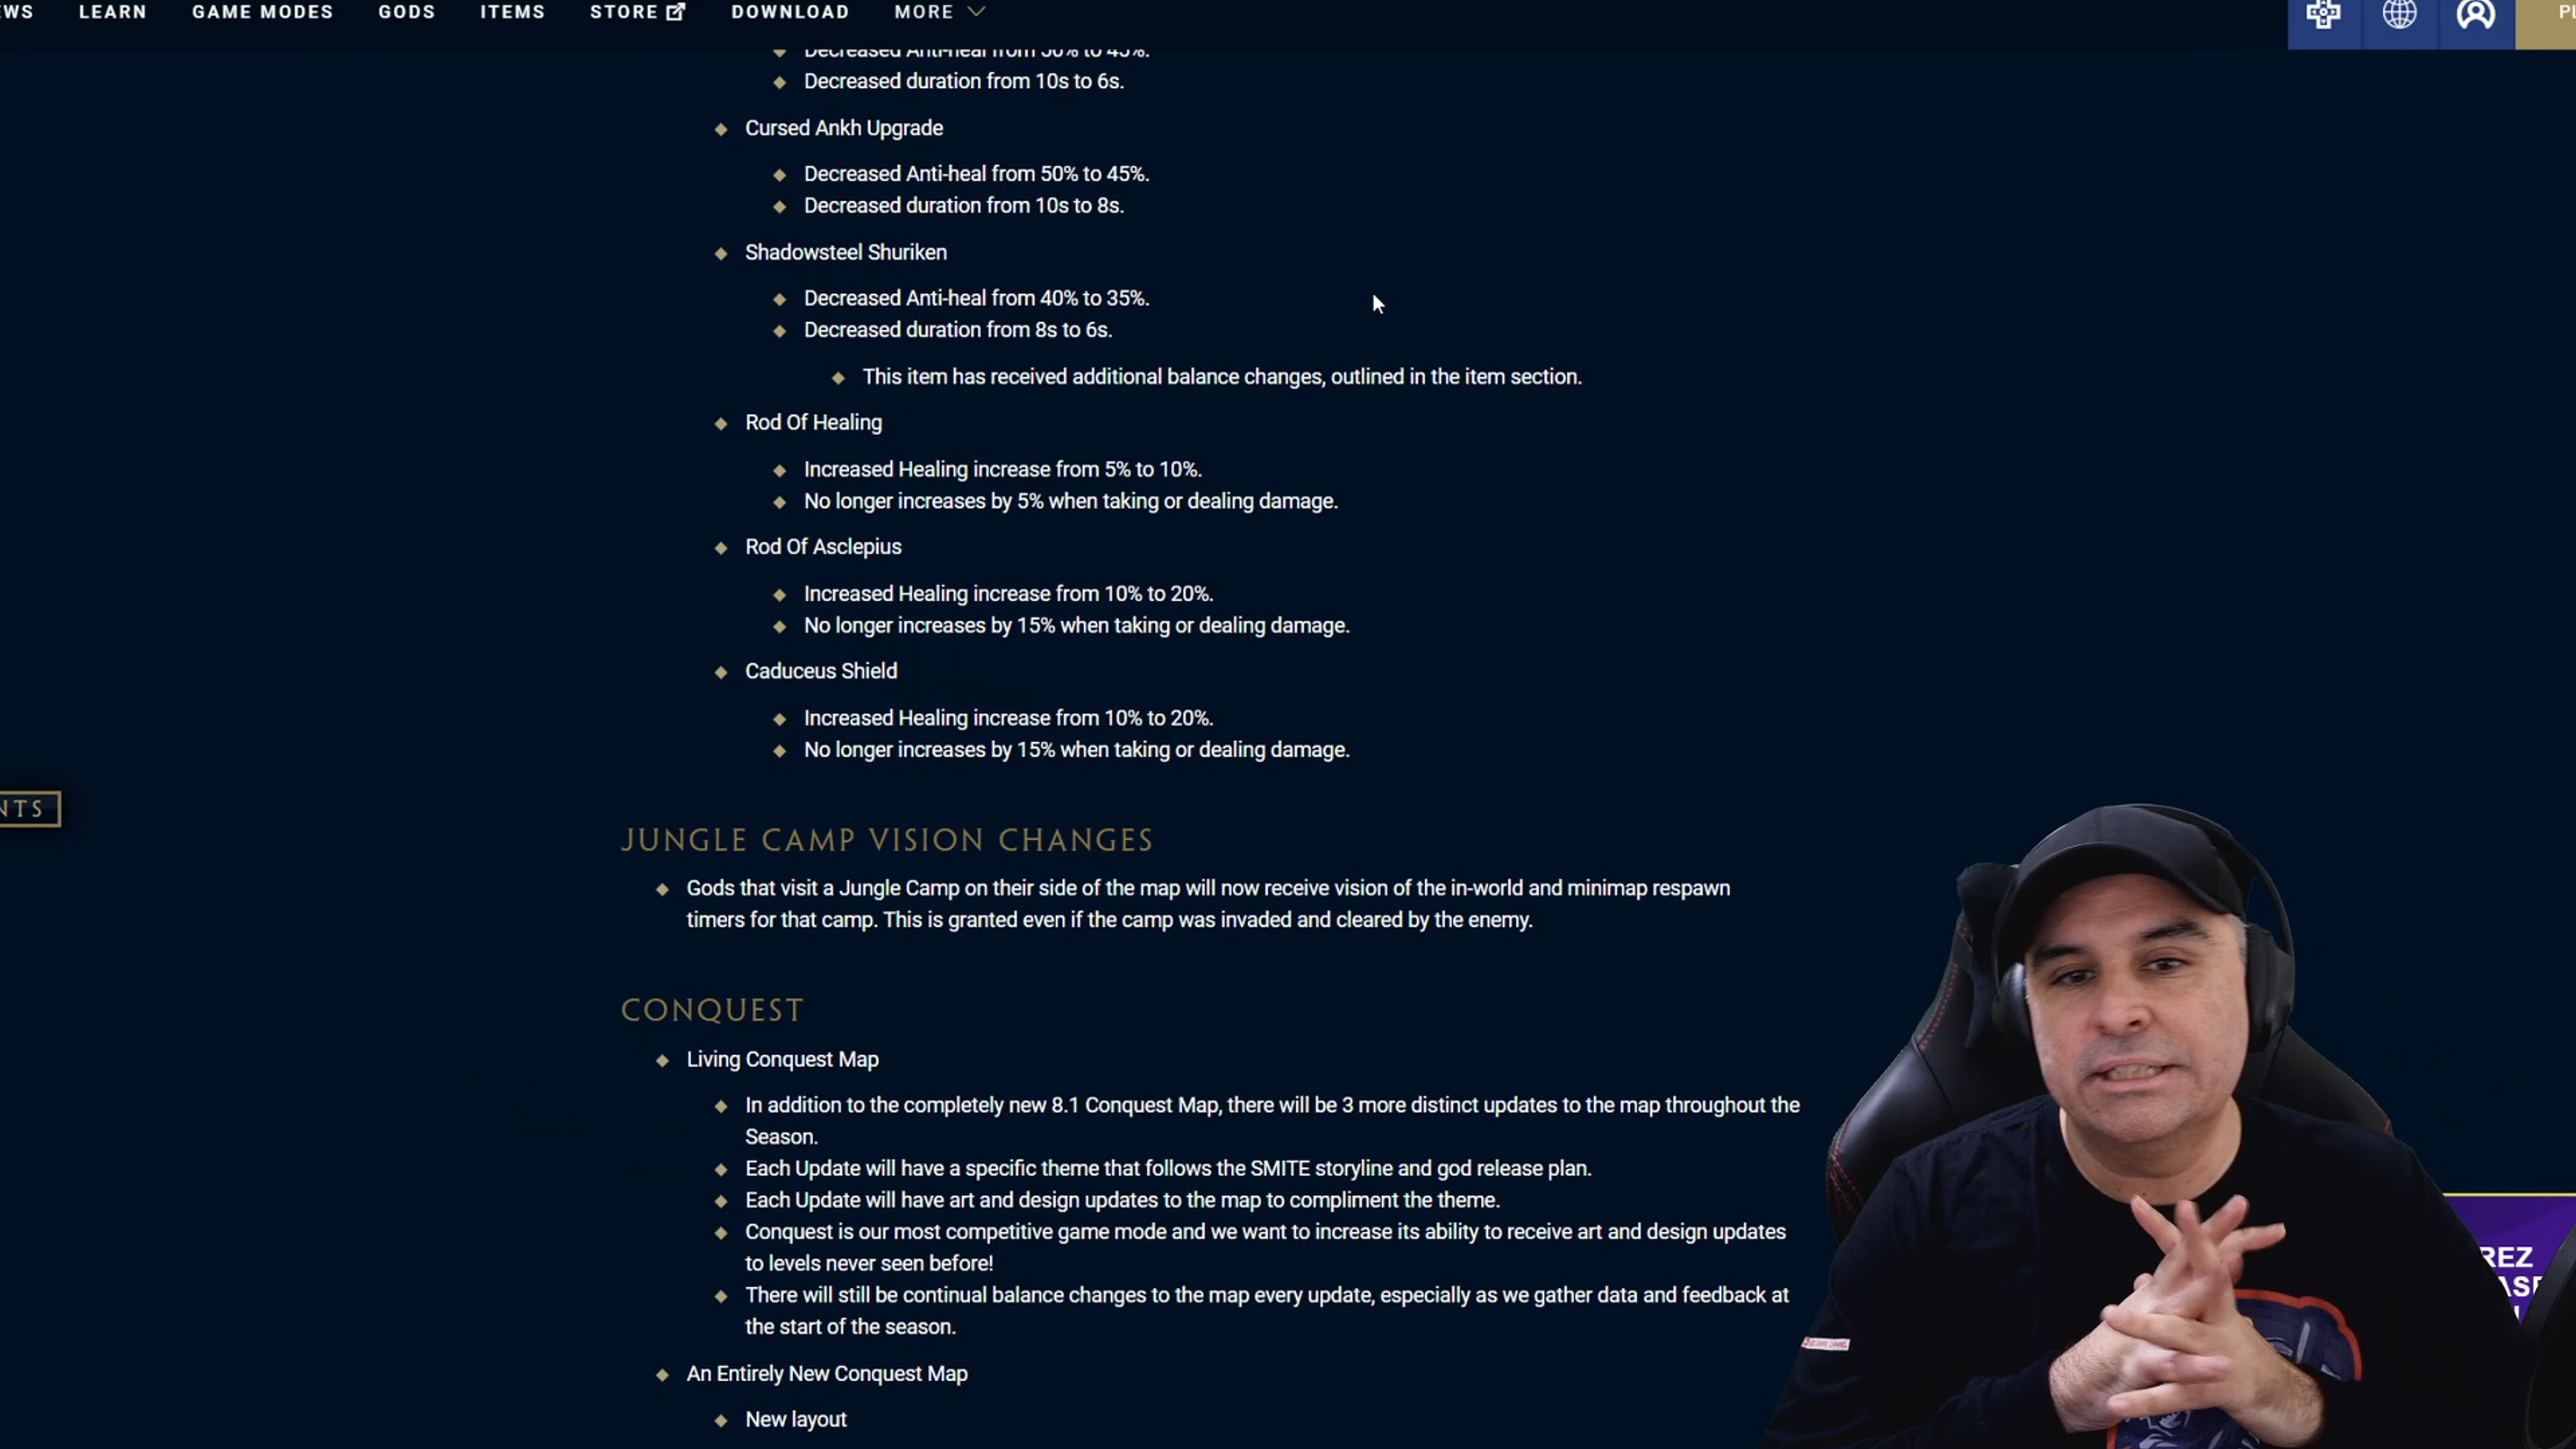 LEARN GAME MODES GODS ITEMS STORE DOWNLOAD MORE
Decreased Anti-heal from 50% to 45%.
Decreased duration from 10s to 6s.
Cursed Ankh Upgrade
Decreased Anti-heal from 50% to 45%.
Decreased duration from 10s to 8s.
Shadowsteel Shuriken
Decreased Anti-heal from 40% to 35%.
Decreased duration from 8s to 6s.
This item has received additional balance changes, outlined in the item section.
Rod Of Healing
Increased Healing increase from 5% to 10%.
No longer increases by 5% when taking or dealing damage.
Rod Of Asclepius
Increased Healing increase from 10% to 20%.
No longer increases by 15% when taking or dealing damage.
Caduceus Shield
Increased Healing increase from 10% to 20%.
No longer increases by 15% when taking or dealing damage.
NTS
JUNGLE CAMP VISION CHANGES
Gods that visit a Jungle Camp on their side of the map will now receive vision of the in-world and minimap respawn
timers for that camp. This is granted even if the camp was invaded and cleared by the enemy.
CONQUEST
Living Conquest Map
In addition to the completely new 8.1 Conquest Map, there will be 3 more distinct updates to the map throughout the
Season.
Each Update will have a specific theme that follows the SMITE storyline and god release plan.
Each Update will have art and design updates to the map to compliment the theme.
Conquest is our most competitive game mode and we want to increase its ability to receive art and design updates
to levels never seen before!
There will still be continual balance changes to the map every update, especially as we gather data and feedback at
the start of the season.
An Entirely New Conquest Map
New layout
REZ